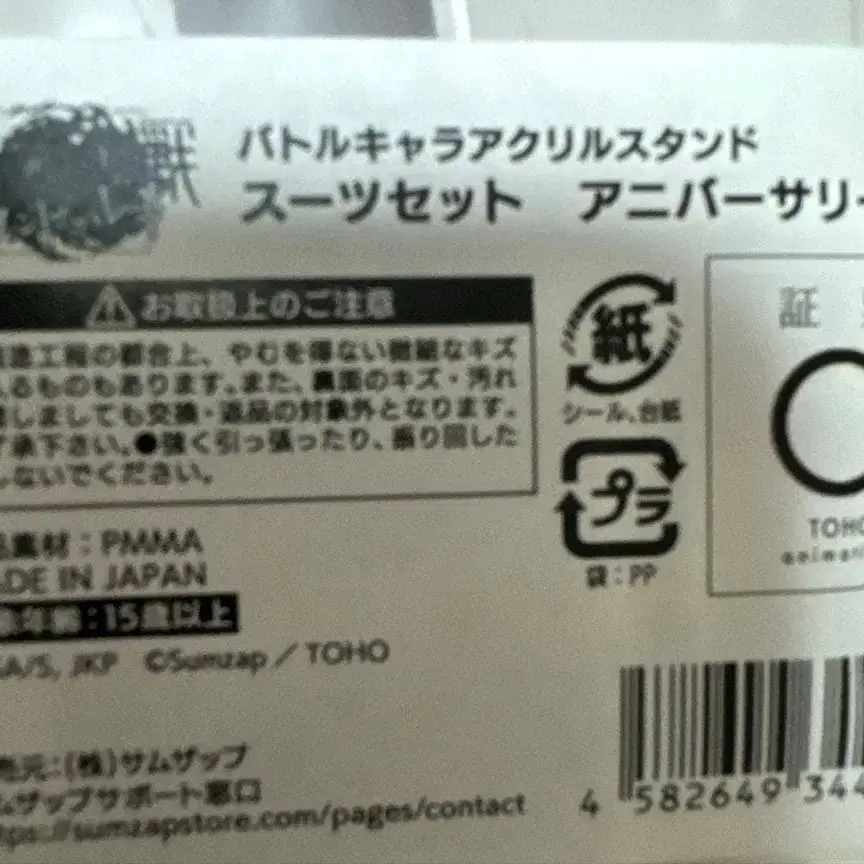 戦
バトルキャラアクリルスタンド
スーツセット アニバーサリー
お取扱上のご注意
造工程の都合上、やむを得ない微細なキズ
るものもあります。また、裏面のキズ・汚れ
しましても交換・返品の対象外となります。
承下さい。●強く引っ張ったり、振り回した
しないでください。
紙
シール、台紙
プラ
袋：PP
証
TOHO
素材：PMMA
ADE IN JAPAN
年齢：15歳以上
GA/S, JKP ©Sumzap／TOHO
売元：(株)サムザップ
ムザップサポート窓口
tps://sumzapstore.com/pages/contact
4 582649 344